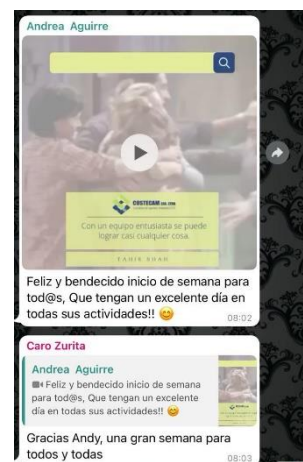 Andrea Aguirre
COSTECAM
Con un equipo entusiasta se puede
lograr casi cualquier cosa.
TAHIR SHAH
Feliz y bendecido inicio de semana para
tod@s, Que tengan un excelente día en
todas sus actividades!! 😊
08:02
Caro Zurita
Andrea Aguirre
Feliz y bendecido inicio de semana
para tod@s, Que tengan un excelente
día en todas sus actividades!! 😊
Gracias Andy, una gran semana para
todos y todas
08:03